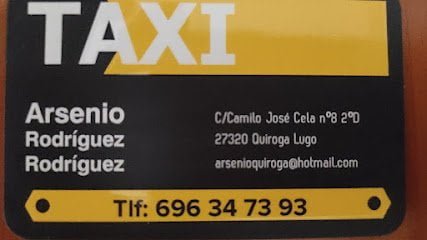 TAXI
Arsenio
Rodríguez
Rodríguez
C/Camilo José Cela nº8 2ºD
27320 Quiroga Lugo
arsenioquiroga@hotmail.com
Tlf: 696 34 73 93